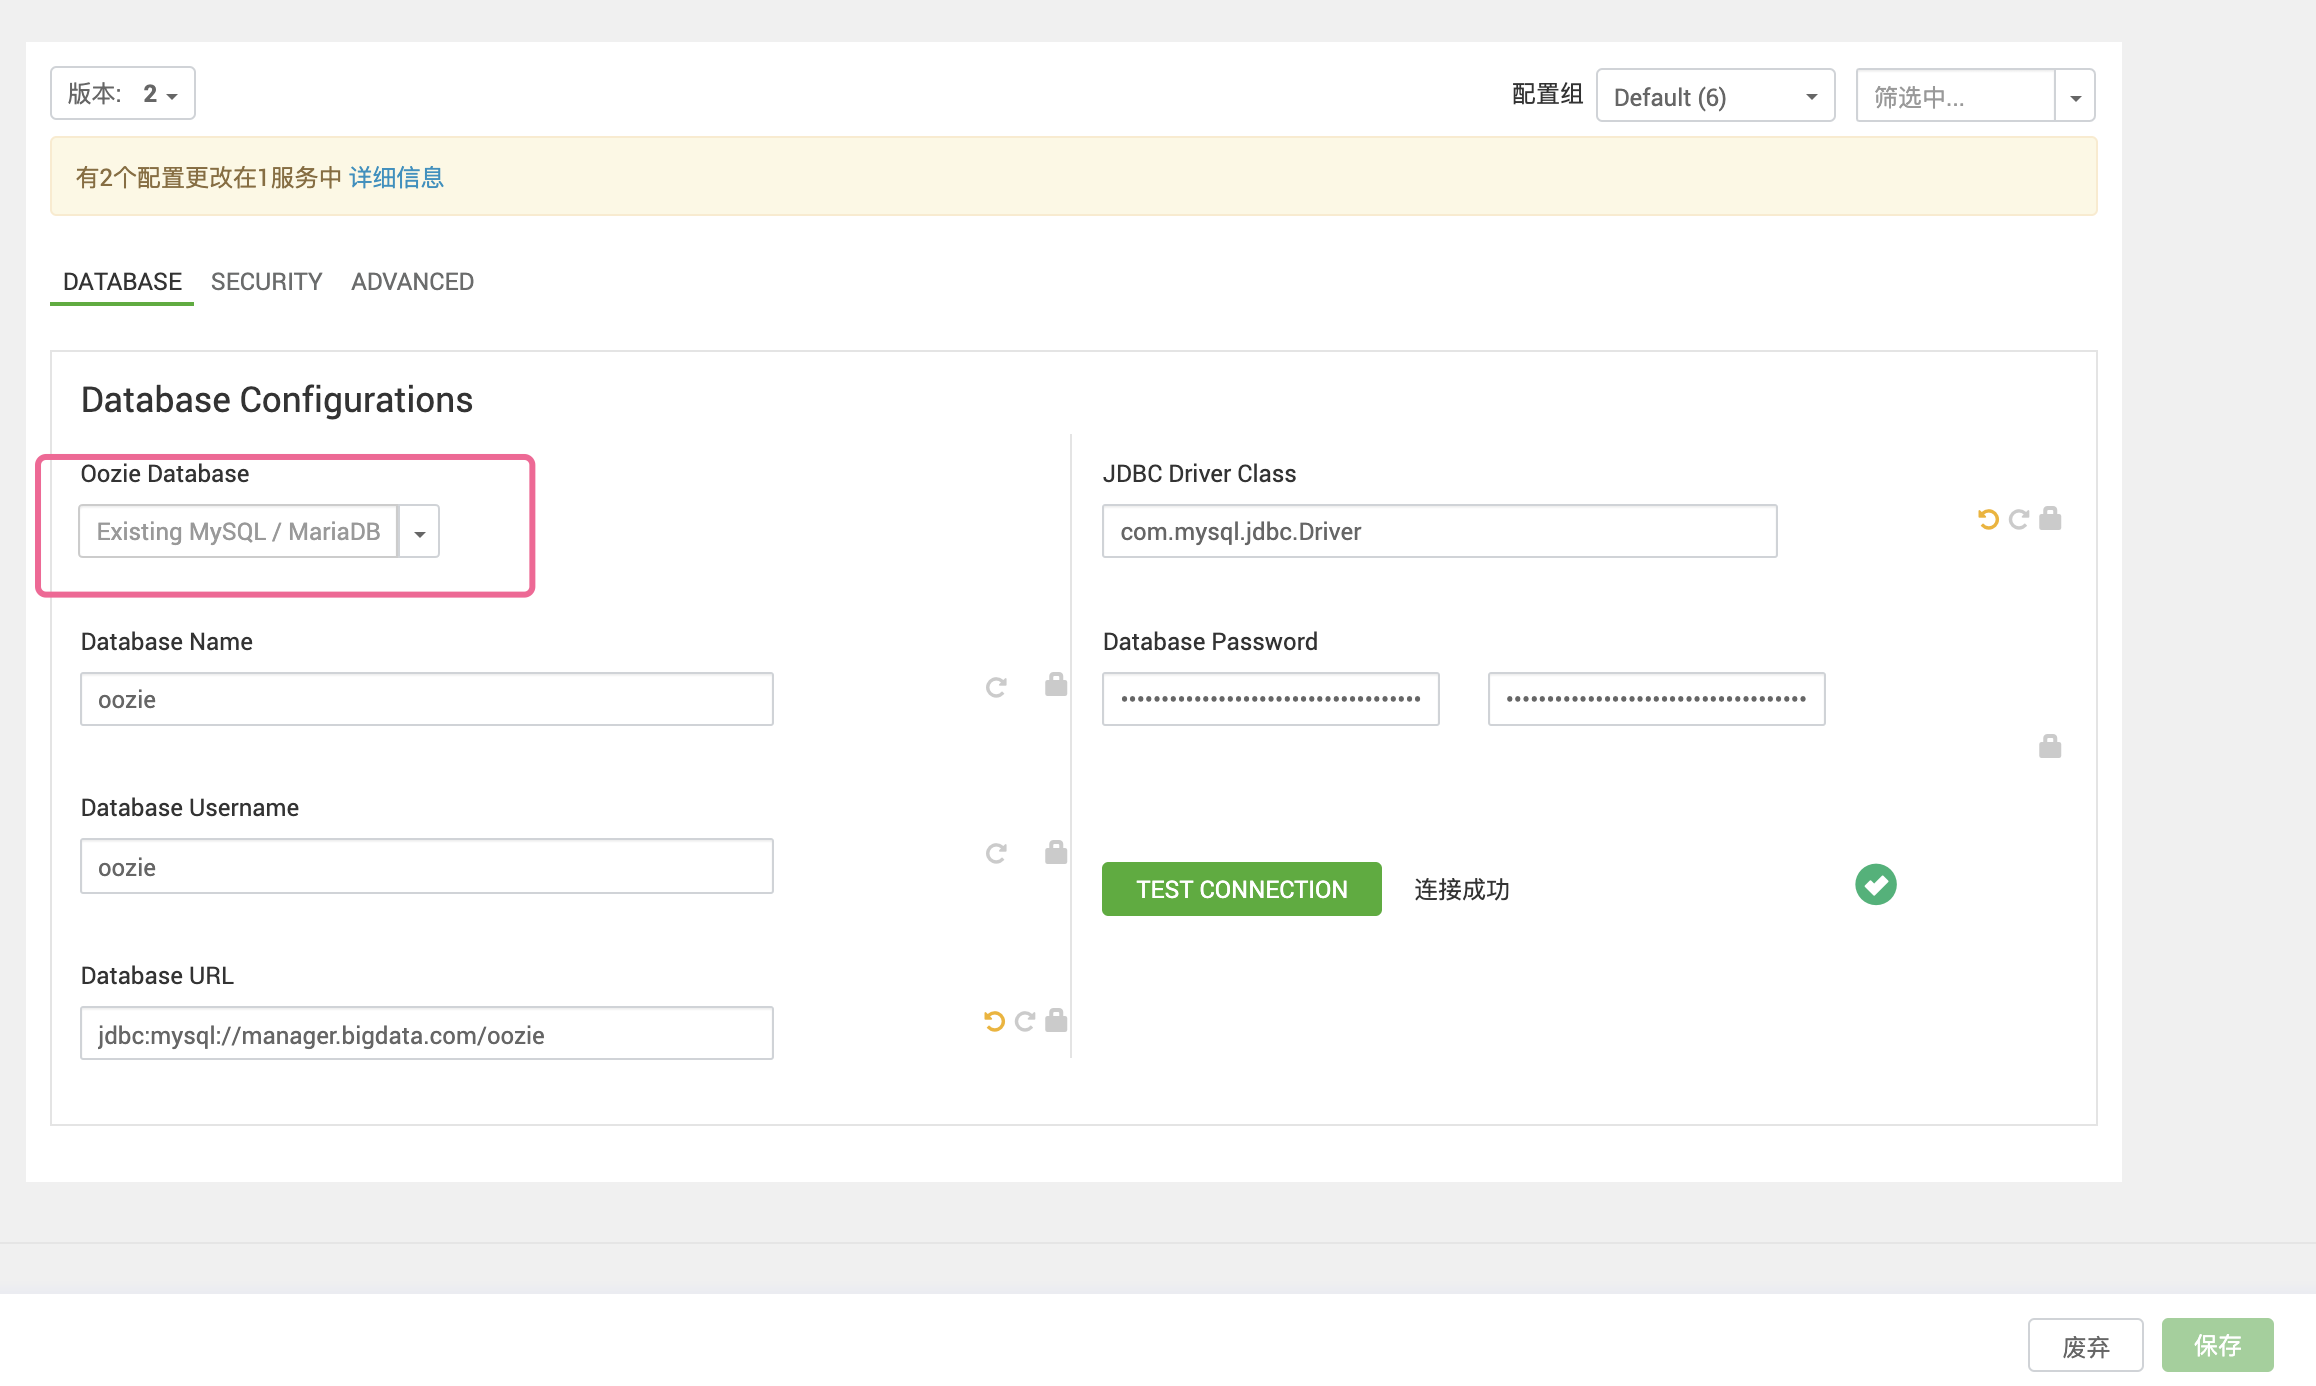 版本: 2
配置组 Default (6) 筛选中...
有2个配置更改在1服务中 详细信息
DATABASE SECURITY ADVANCED
Database Configurations
Oozie Database
Existing MySQL / MariaDB
JDBC Driver Class
com.mysql.jdbc.Driver
Database Name
oozie
Database Password
Database Username
oozie
TEST CONNECTION 连接成功
Database URL
jdbc:mysql://manager.bigdata.com/oozie
废弃 保存